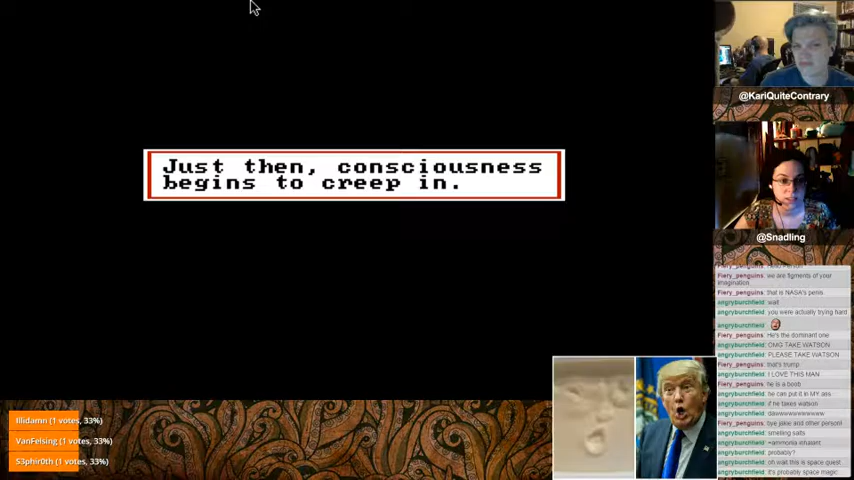 Just then, consciousness
begins to creep in.
@KariQuiteContrary
@Snadling
Fiery_penguins: we are figments of your
imagination
Fiery_penguins: that is NASA's penis
angryburchfield: wait
angryburchfield: you were actually trying hard
angryburchfield:
Fiery_penguins: He's the dominant one
angryburchfield: OMG TAKE WATSON
angryburchfield: PLEASE TAKE WATSON
Fiery_penguins: that's trump
angryburchfield: I LOVE THIS MAN
Fiery_penguins: he is a boob
angryburchfield: he can put it in MY ass
angryburchfield: if he takes watson
angryburchfield: dawwwwwwwwww
Fiery_penguins: bye jake and other person!
angryburchfield: smelling salts
angryburchfield: ~ammonia inhalant
angryburchfield: probably?
angryburchfield: oh wait this is space quest
angryburchfield: it's probably space magic
Illidamn (1 votes, 33%)
VanFeising (1 votes, 33%)
S3phir0th (1 votes, 33%)